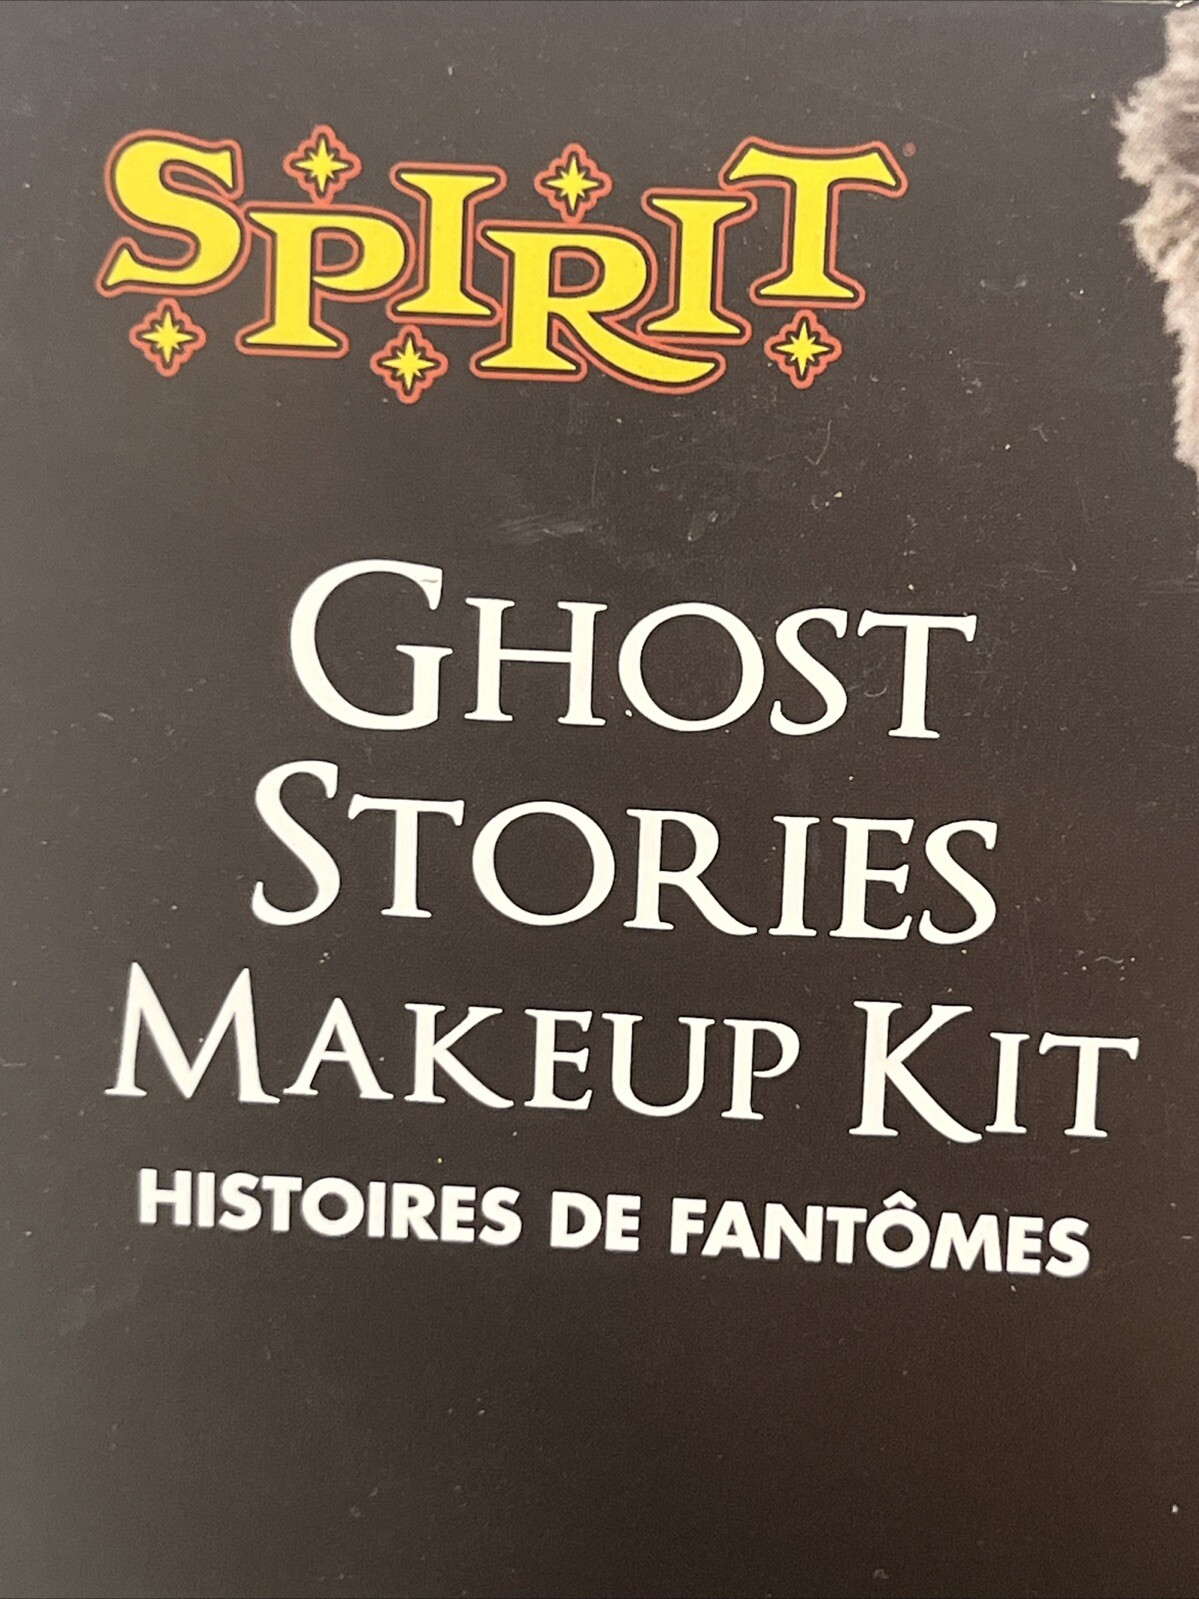 SPIRIT®
GHOST
STORIES
MAKEUP KIT
HISTOIRES DE FANTÔMES